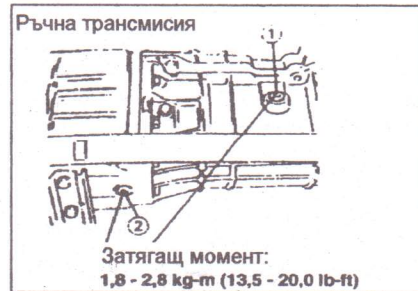 Ръчна трансмисия
1
2
Затягащ момент:
1,8 - 2,8 kg-m (13,5 - 20,0 lb-ft)